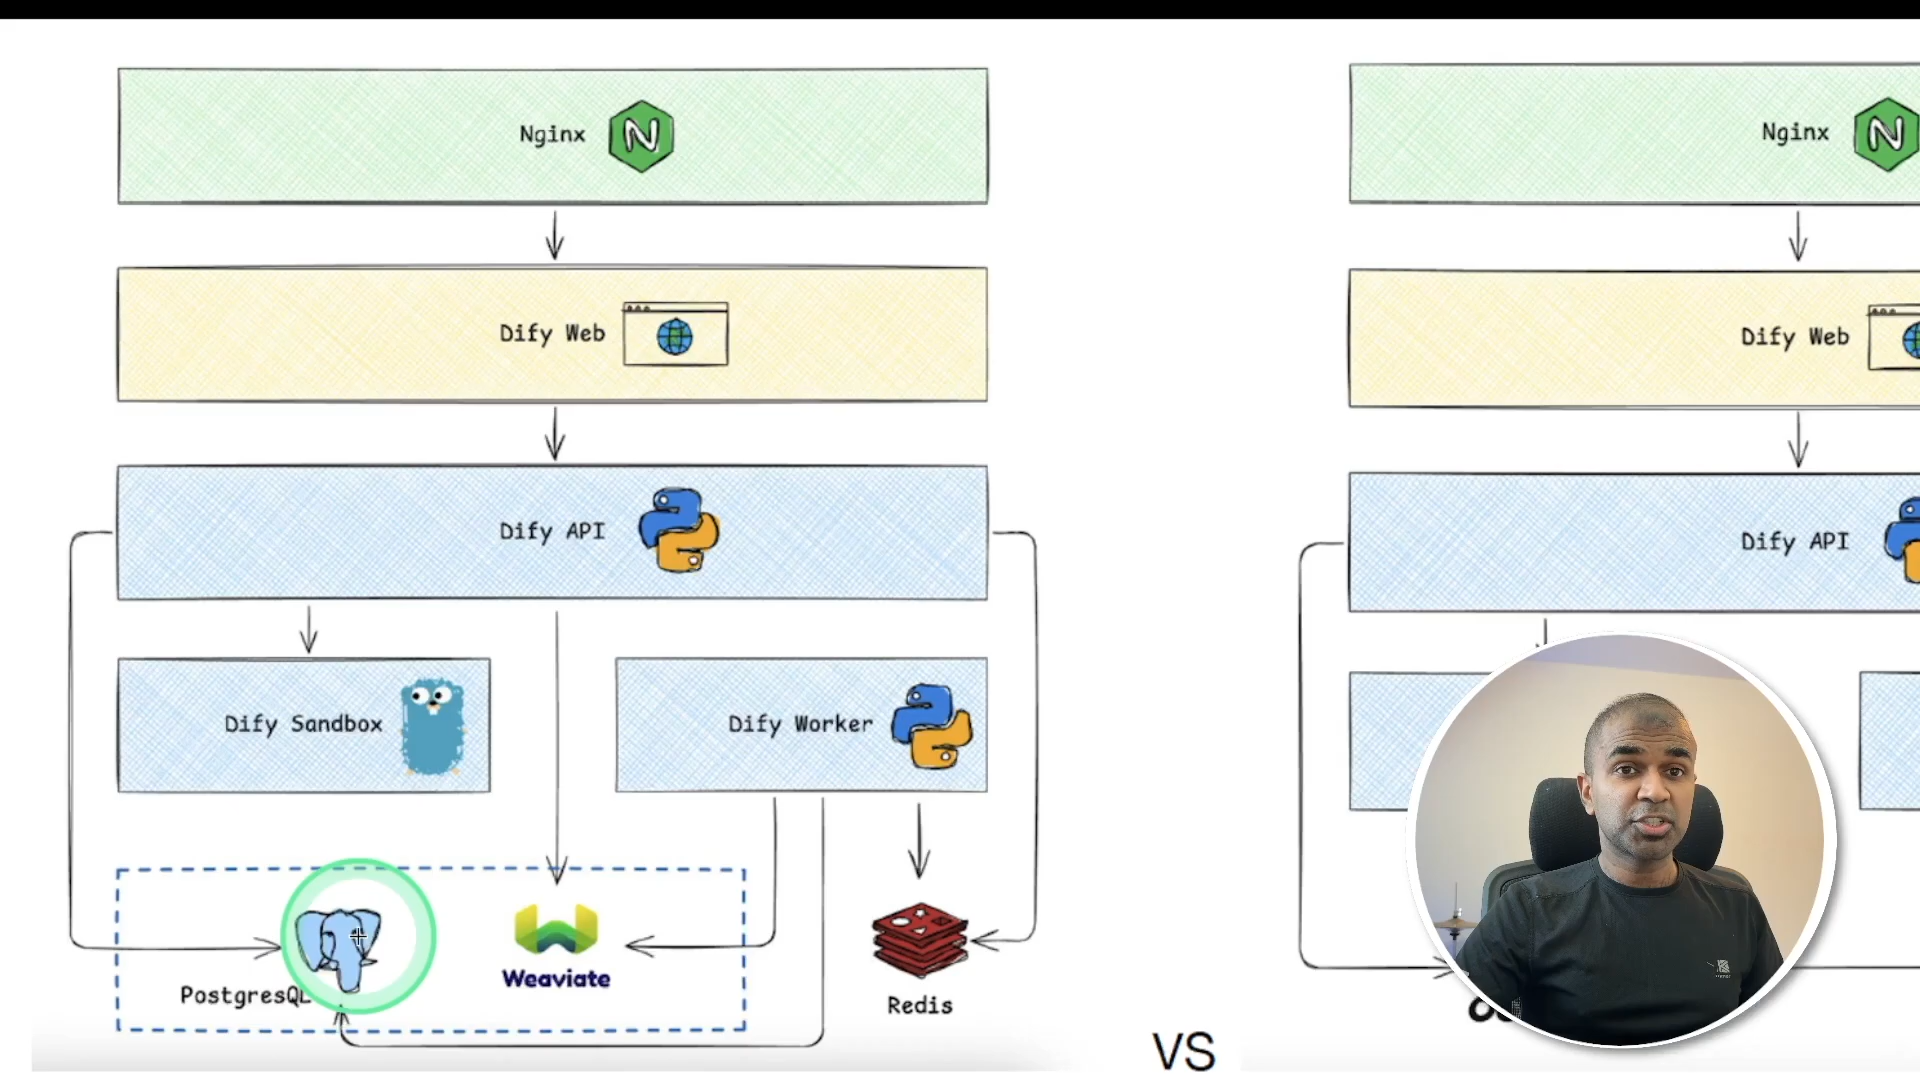 Nginx
Dify Web
Dify API
Dify Sandbox
Dify Worker
PostgresQL
Weaviate
Redis
VS
Nginx
Dify Web
Dify API